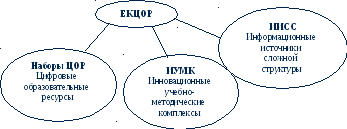 ЕКЦОР
ИИСС
Информационные
источники
сложной
структуры
Наборы ЦОР
Цифровые
образовательные
ресурсы
ИУМК
Инновационные
учебно-
методические
комплексы